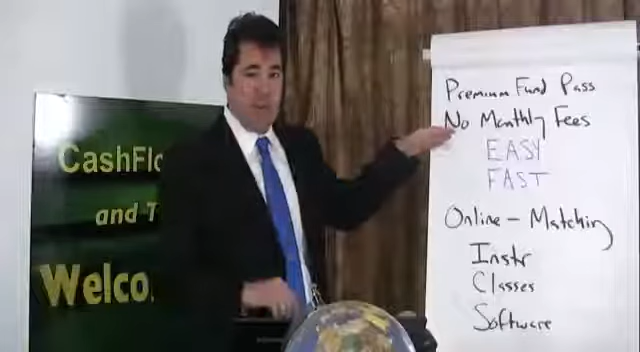 CashFlo
and T
Welco
Premium Fund Pass
No Monthly Fees
EASY
FAST
Online - Matching
Instr
Classes
Software